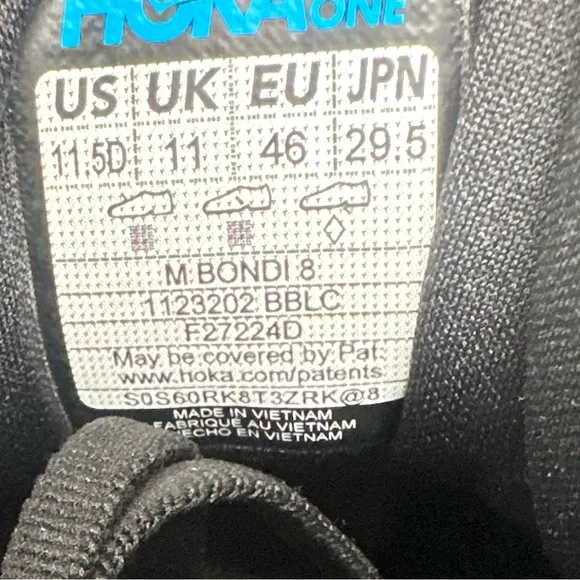 HOKA ONE
US UK EU JPN
11.5D 11 46 29.5
M BONDI 8
1123202 BBLC
F27224D
May be covered by Pat.
www.hoka.com/patents
S0S60RK8T3ZRK@8
MADE IN VIETNAM
FABRIQUÉ AU VIETNAM
HECHO EN VIETNAM